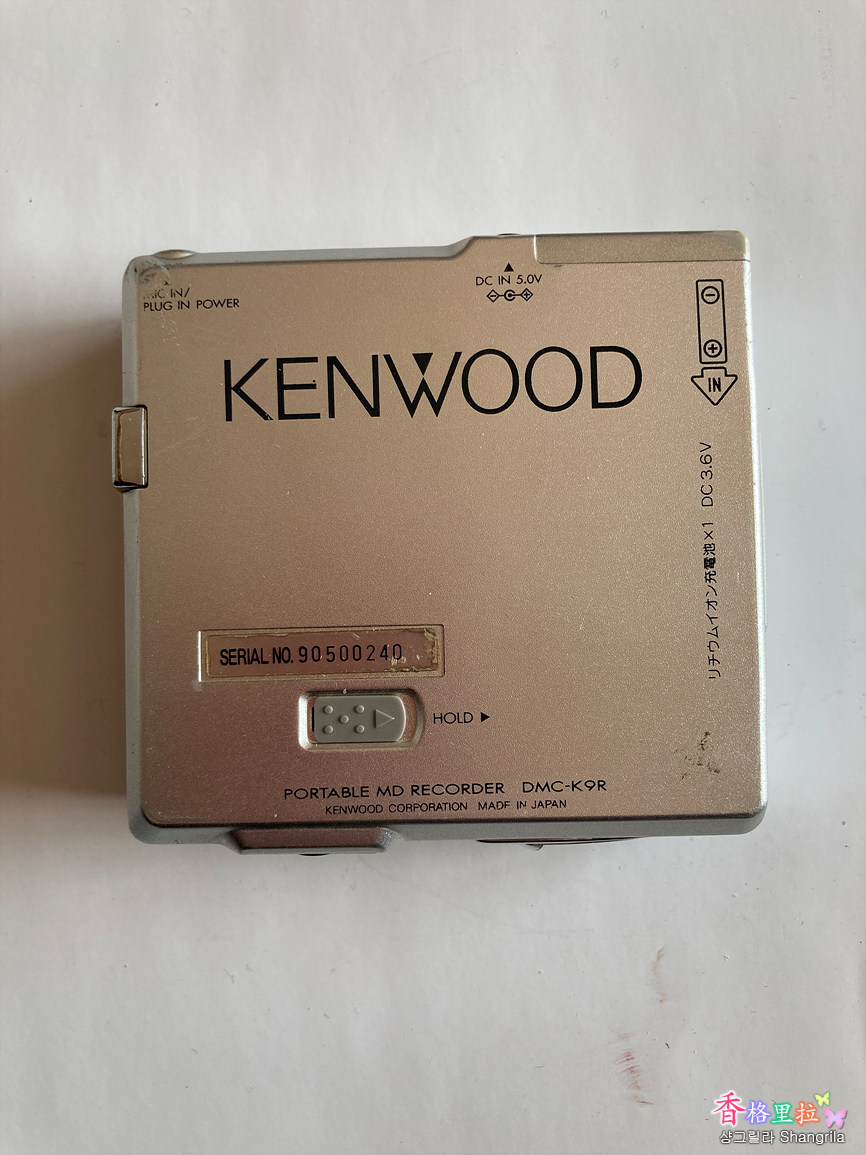 MIC IN/
PLUG IN POWER
DC IN 5.0V
KENWOOD
IN
リチウムイオン充電池×1 DC 3.6V
SERIAL NO. 90500240
HOLD
PORTABLE MD RECORDER DMC-K9R
KENWOOD CORPORATION MADE IN JAPAN
香格里拉
샹그릴라 Shangrila